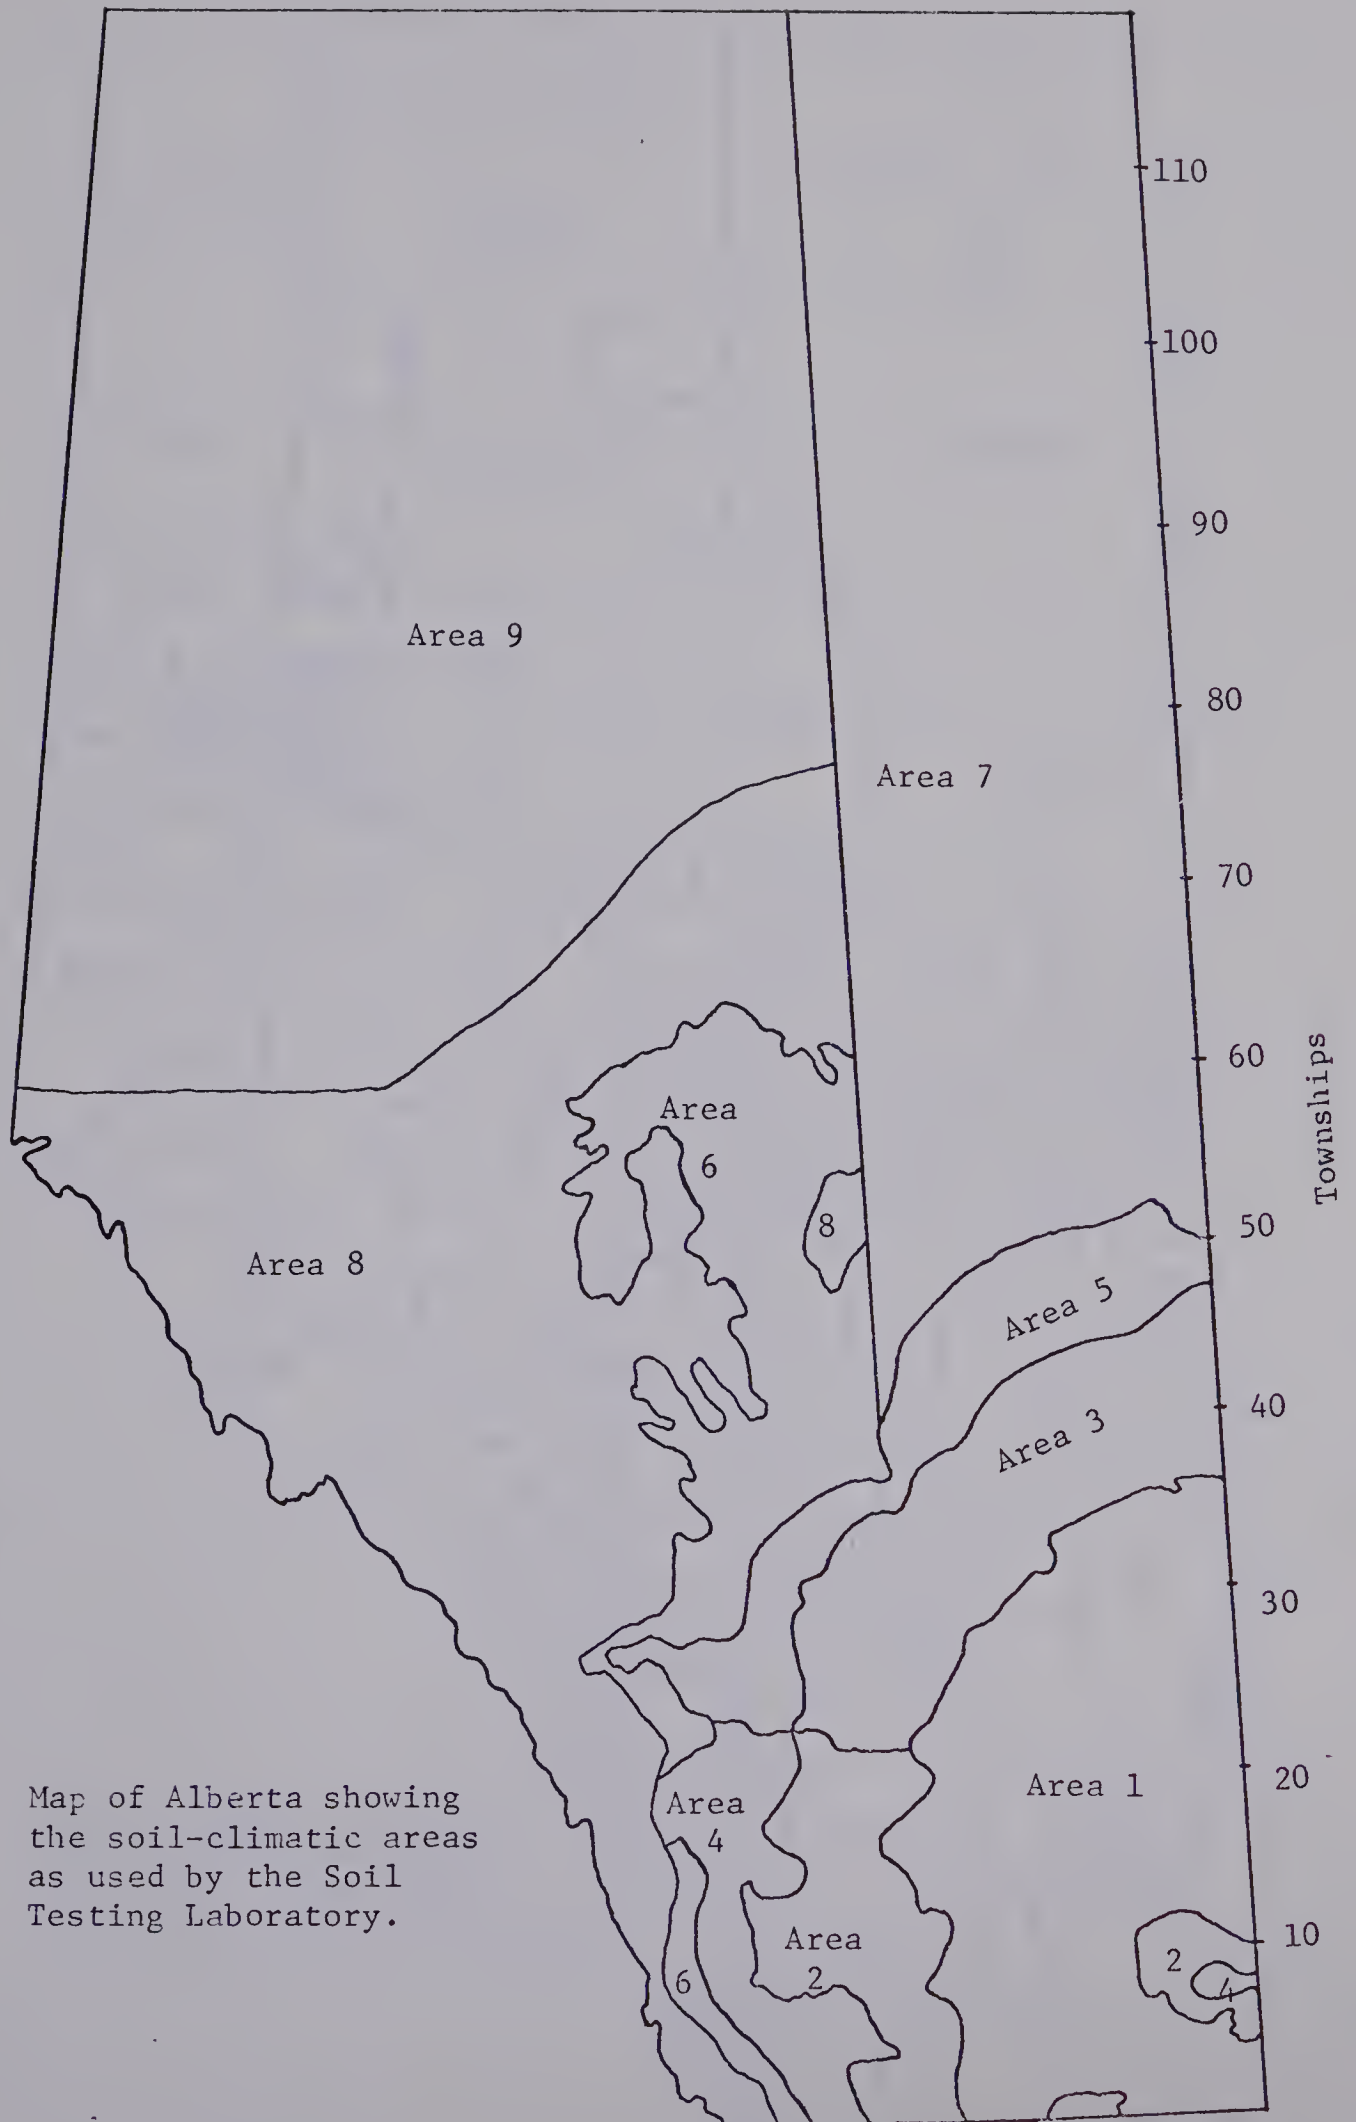 110
100
90
Area 9
80
Area 7
70
60
Townships
Area
6
50
8
Area 8
Area 5
40
Area 3
30
20
Area 1
Map of Alberta showing
the soil-climatic areas
as used by the Soil
Testing Laboratory.
Area
4
10
Area
2
2
4
6